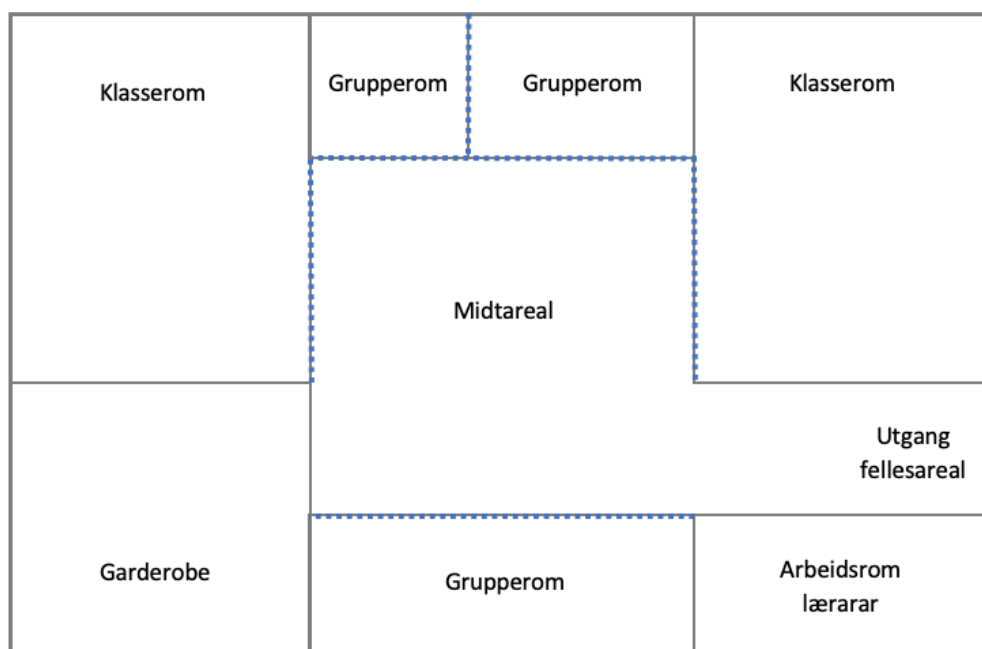 Klasserom
Grupperom
Grupperom
Klasserom
Midtareal
Utgang
fellesareal
Garderobe
Grupperom
Arbeidsrom
lærarar